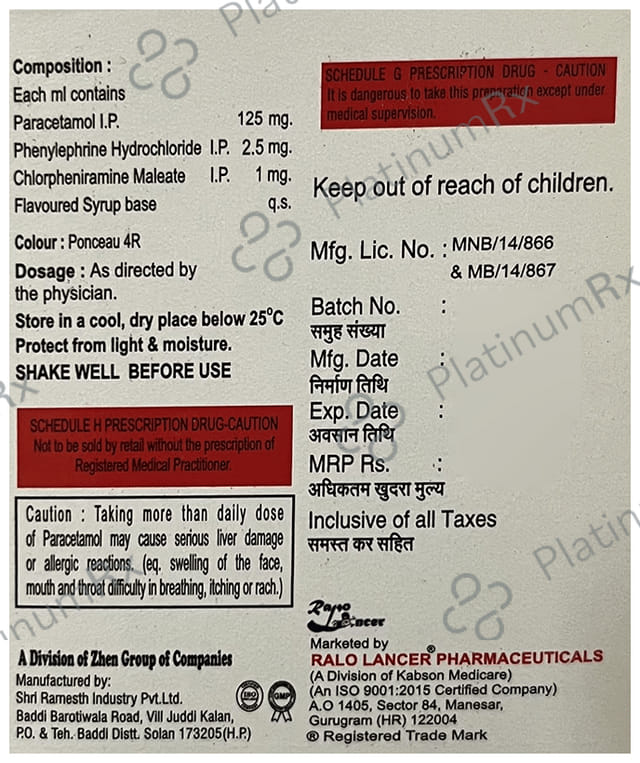 Composition :
Each ml contains
Paracetamol I.P. 125 mg.
Phenylephrine Hydrochloride I.P. 2.5 mg.
Chlorpheniramine Maleate I.P. 1 mg.
Flavoured Syrup base q.s.
Colour : Ponceau 4R
Dosage : As directed by
the physician.
Store in a cool, dry place below 25°C
Protect from light & moisture.
SHAKE WELL BEFORE USE
SCHEDULE H PRESCRIPTION DRUG-CAUTION
Not to be sold by retail without the prescription of
Registered Medical Practitioner.
Caution : Taking more than daily dose
of Paracetamol may cause serious liver damage
or allergic reactions. (eq. swelling of the face,
mouth and throat difficulty in breathing, itching or rach.)
A Division of Zhen Group of Companies
Manufactured by:
Shri Ramesth Industry Pvt.Ltd.
Baddi Barotiwala Road, Vill Juddi Kalan,
P.O. & Teh. Baddi Distt. Solan 173205(H.P.)
ISO
GMP
SCHEDULE G PRESCRIPTION DRUG - CAUTION
It is dangerous to take this preparation except under
medical supervision.
Keep out of reach of children.
Mfg. Lic. No. : MNB/14/866
& MB/14/867
Batch No. :
समुह संख्या
Mfg. Date :
निर्माण तिथि
Exp. Date :
अवसान तिथि
MRP Rs. :
अधिकतम खुदरा मुल्य
Inclusive of all Taxes
समस्त कर सहित
Marketed by
RALO LANCER® PHARMACEUTICALS
(A Division of Kabson Medicare)
(An ISO 9001:2015 Certified Company)
A.O 1405, Sector 84, Manesar,
Gurugram (HR) 122004
® Registered Trade Mark
PlatinumRx
PlatinumRx